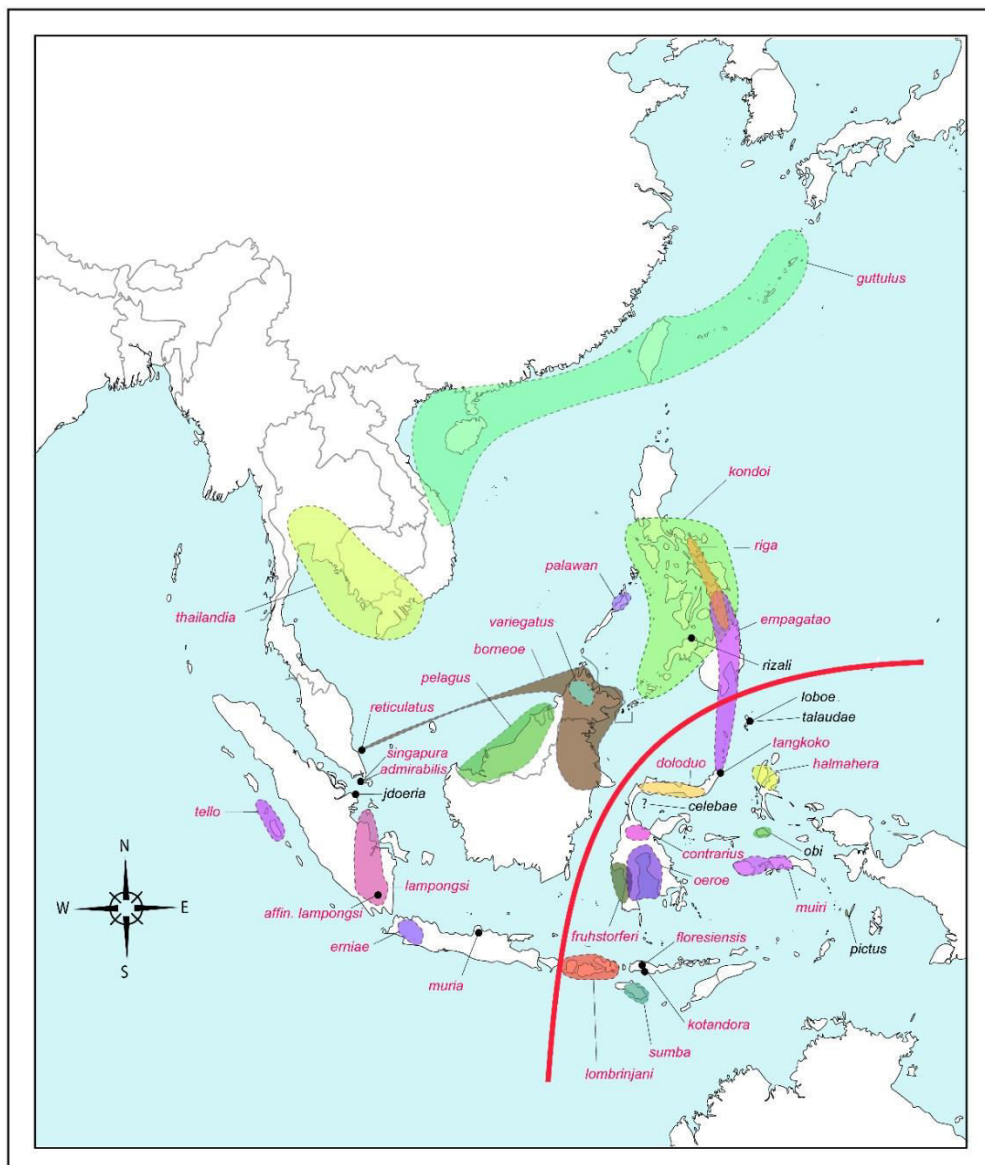 guttulus
kondoi
riga
palawan
thailandia
variegatus
empagatao
borneoe
rizali
pelagus
loboe
reticulatus
talaudae
singapura
tangkoko
admirabilis
doloduo
halmahera
jdoeria
?
celebae
tello
contrarius
obi
N
lampongsi
oeroe
W
E
muiri
affin. lampongsi
S
erniae
fruhstorferi
floresiensis
pictus
muria
kotandora
sumba
lombrinjani